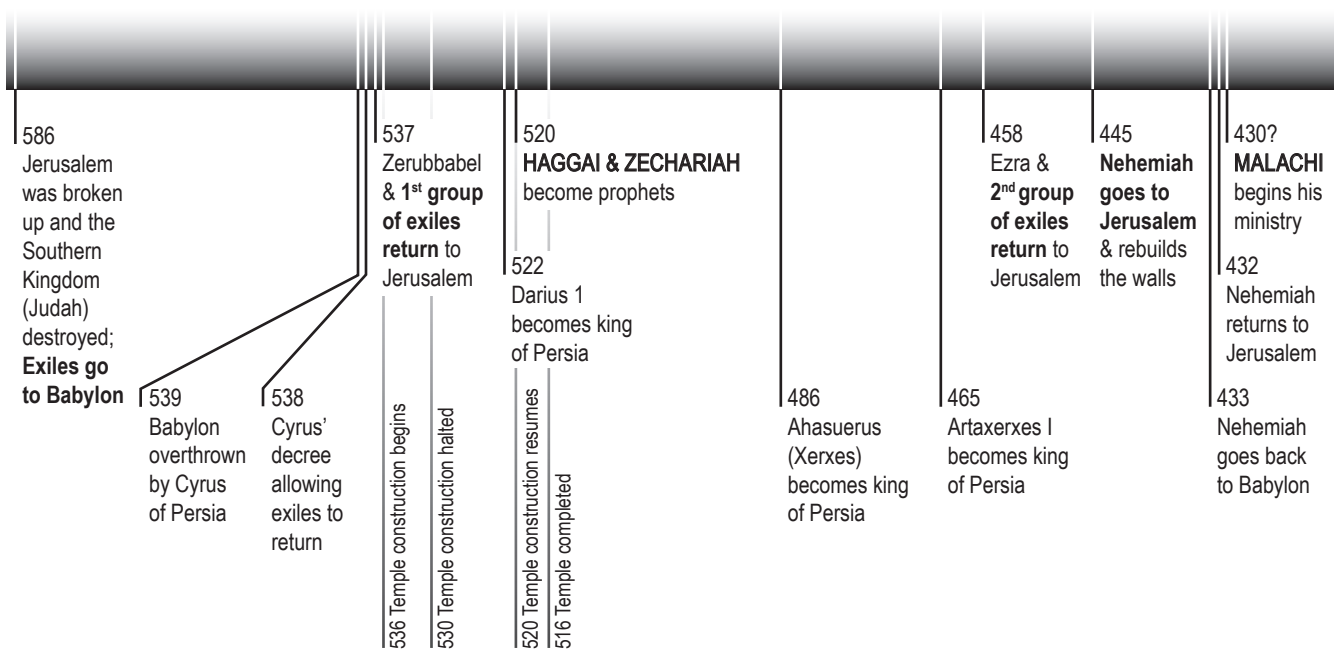 586
Jerusalem
was broken
up and the
Southern
Kingdom
(Judah)
destroyed;
Exiles go
to Babylon
539
Babylon
overthrown
by Cyrus
of Persia
538
Cyrus’
decree
allowing
exiles to
return
537
Zerubbabel
& 1st group
of exiles
return to
Jerusalem
536 Temple construction begins
530 Temple construction halted
522
Darius 1
becomes king
of Persia
520
HAGGAI & ZECHARIAH
become prophets
520 Temple construction resumes
516 Temple completed
486
Ahasuerus
(Xerxes)
becomes king
of Persia
465
Artaxerxes I
becomes king
of Persia
458
Ezra &
2nd group
of exiles
return to
Jerusalem
445
Nehemiah
goes to
Jerusalem
& rebuilds
the walls
433
Nehemiah
goes back
to Babylon
432
Nehemiah
returns to
Jerusalem
430?
MALACHI
begins his
ministry